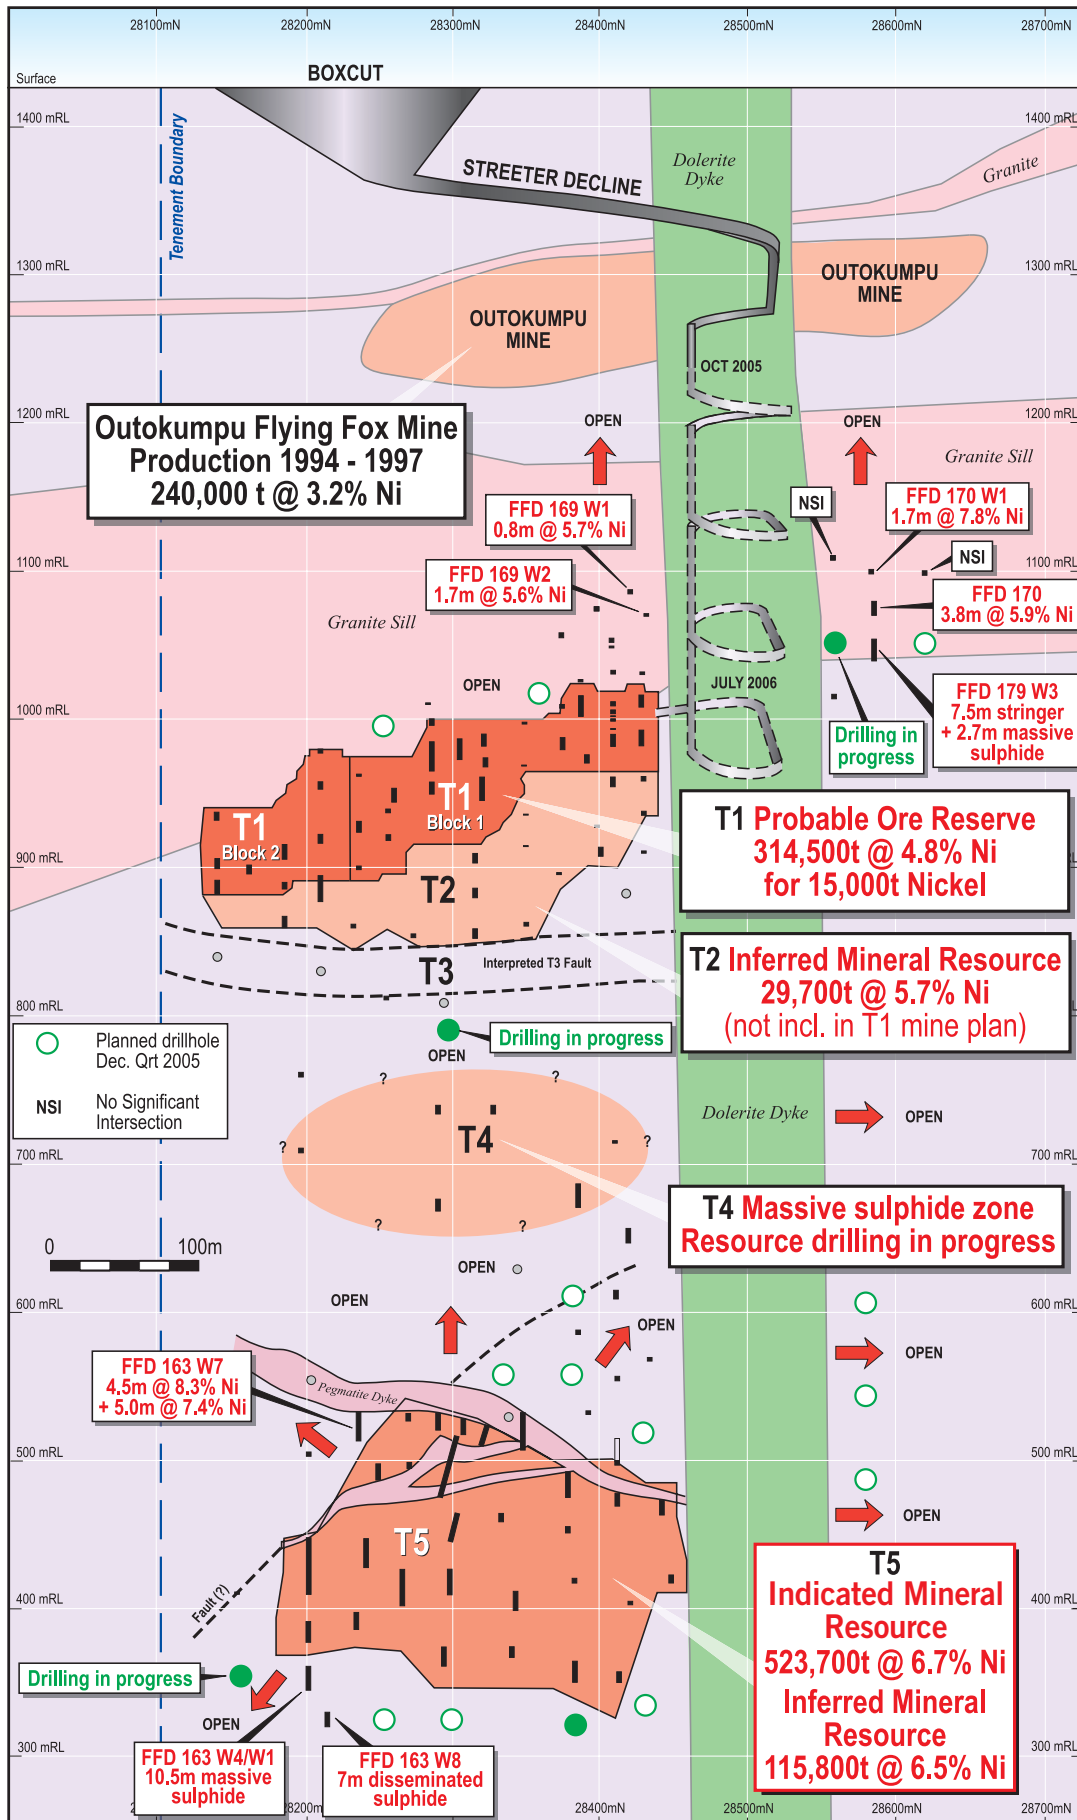 28100mN 28200mN 28300mN 28400mN 28500mN 28600mN 28700mN
Surface
BOXCUT
1400 mRL
1400 mRL
Tenement Boundary
STREETER DECLINE
Dolerite
Dyke
Granite
1300 mRL
1300 mRL
OUTOKUMPU
MINE
OUTOKUMPU
MINE
OCT 2005
1200 mRL
1200 mRL
Outokumpu Flying Fox Mine
Production 1994 - 1997
240,000 t @ 3.2% Ni
OPEN
OPEN
Granite Sill
FFD 169 W1
0.8m @ 5.7% Ni
NSI
FFD 170 W1
1.7m @ 7.8% Ni
1100 mRL
1100 mRL
FFD 169 W2
1.7m @ 5.6% Ni
NSI
FFD 170
3.8m @ 5.9% Ni
Granite Sill
OPEN
JULY 2006
FFD 179 W3
7.5m stringer
+ 2.7m massive
sulphide
Drilling in
progress
1000 mRL
1000 mRL
T1
Block 1
T1
Block 2
T1 Probable Ore Reserve
314,500t @ 4.8% Ni
for 15,000t Nickel
900 mRL
T2
T3
Interpreted T3 Fault
T2 Inferred Mineral Resource
29,700t @ 5.7% Ni
(not incl. in T1 mine plan)
800 mRL
800 mRL
Planned drillhole
Dec. Qrt 2005
NSI
No Significant
Intersection
Drilling in progress
OPEN
?
?
?
?
?
?
T4
Dolerite Dyke
OPEN
700 mRL
700 mRL
T4 Massive sulphide zone
Resource drilling in progress
0 100m
OPEN
OPEN
600 mRL
600 mRL
OPEN
OPEN
FFD 163 W7
4.5m @ 8.3% Ni
+ 5.0m @ 7.4% Ni
Pegmatite Dyke
500 mRL
500 mRL
OPEN
T5
Fault (?)
400 mRL
400 mRL
T5
Indicated Mineral
Resource
523,700t @ 6.7% Ni
Inferred Mineral
Resource
115,800t @ 6.5% Ni
Drilling in progress
OPEN
300 mRL
300 mRL
FFD 163 W4/W1
10.5m massive
sulphide
FFD 163 W8
7m disseminated
sulphide
28200mN 28400mN 28500mN 28600mN 28700mN